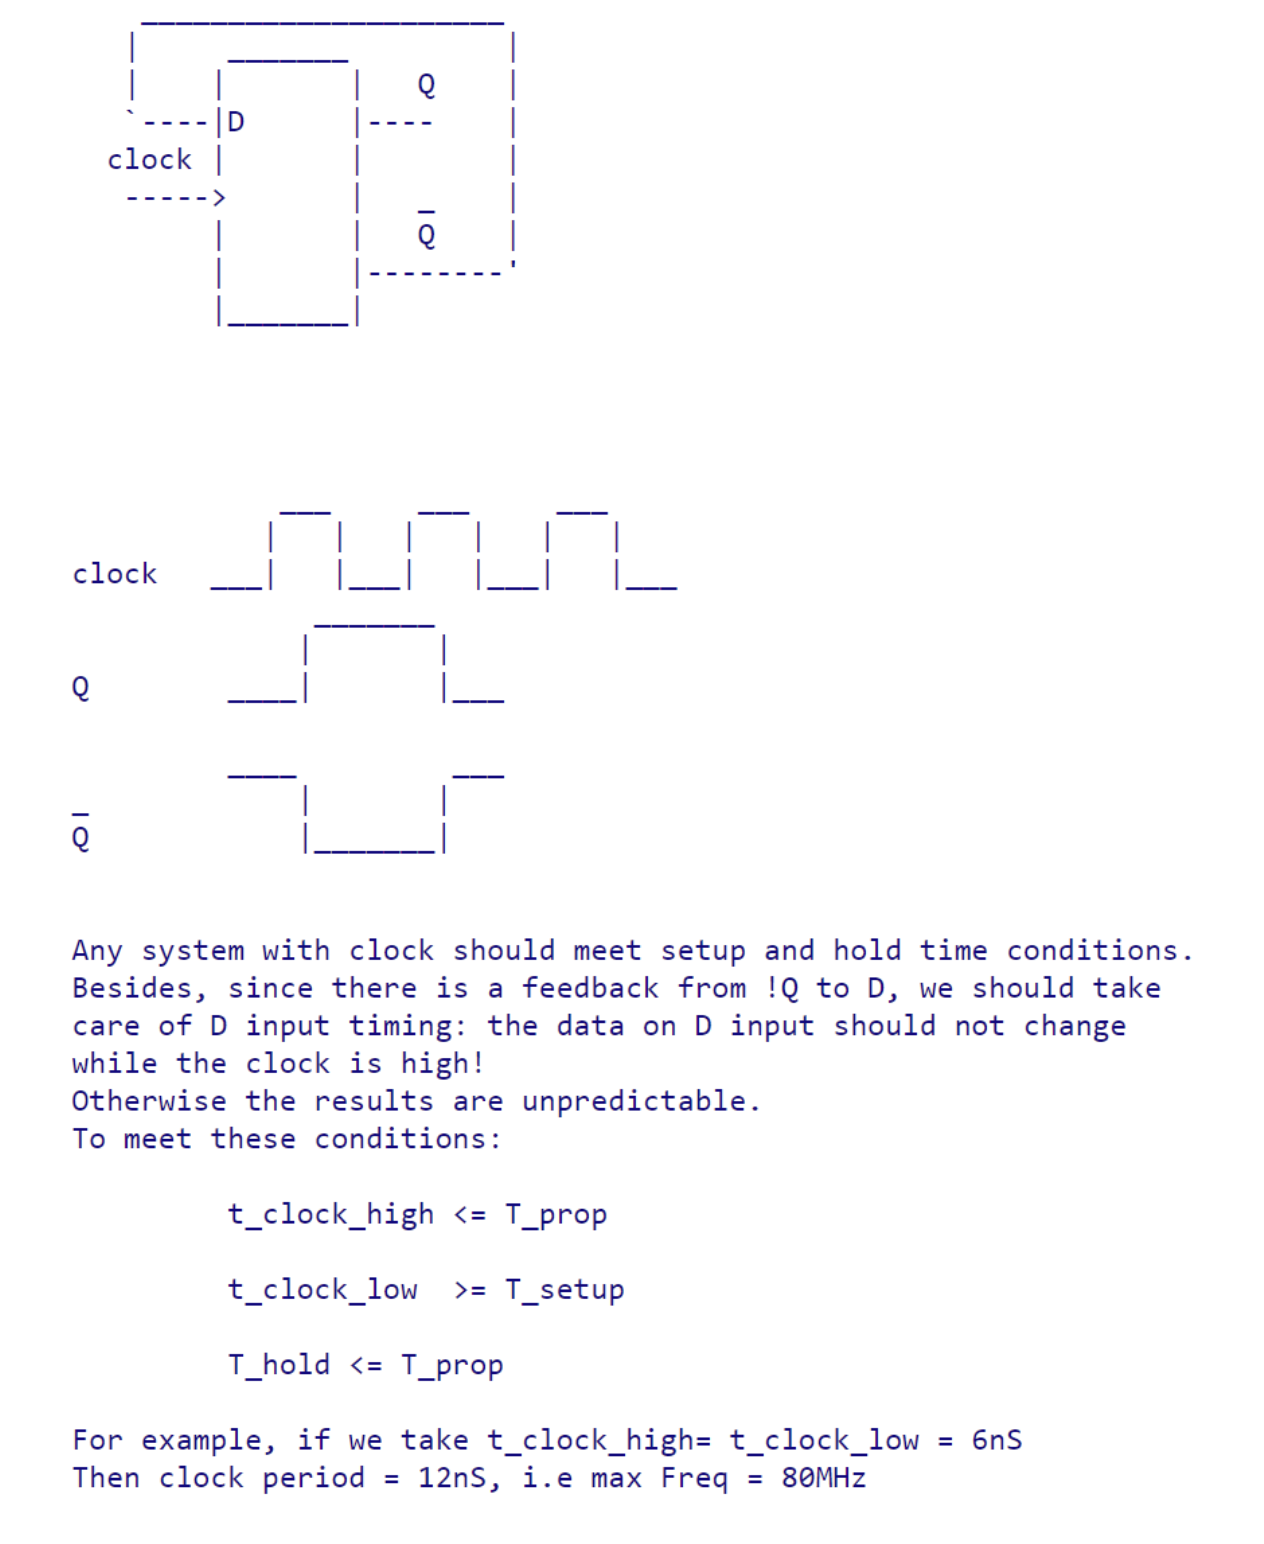 Q
D
clock
_
Q
clock
Q
_
Q
Any system with clock should meet setup and hold time conditions.
Besides, since there is a feedback from !Q to D, we should take
care of D input timing: the data on D input should not change
while the clock is high!
Otherwise the results are unpredictable.
To meet these conditions:
t_clock_high <= T_prop
t_clock_low >= T_setup
T_hold <= T_prop
For example, if we take t_clock_high= t_clock_low = 6nS
Then clock period = 12nS, i.e max Freq = 80MHz